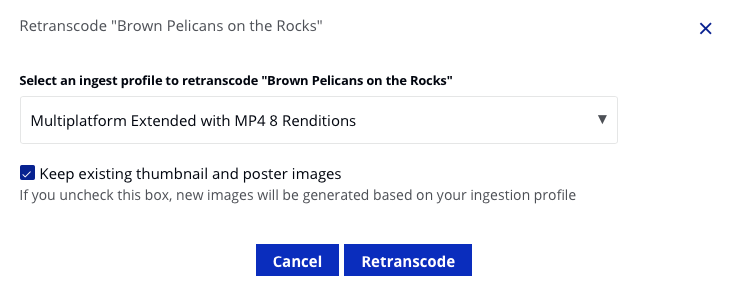 Retranscode "Brown Pelicans on the Rocks"
Select an ingest profile to retranscode "Brown Pelicans on the Rocks"
Multiplatform Extended with MP4 8 Renditions
Keep existing thumbnail and poster images
If you uncheck this box, new images will be generated based on your ingestion profile
Cancel Retranscode